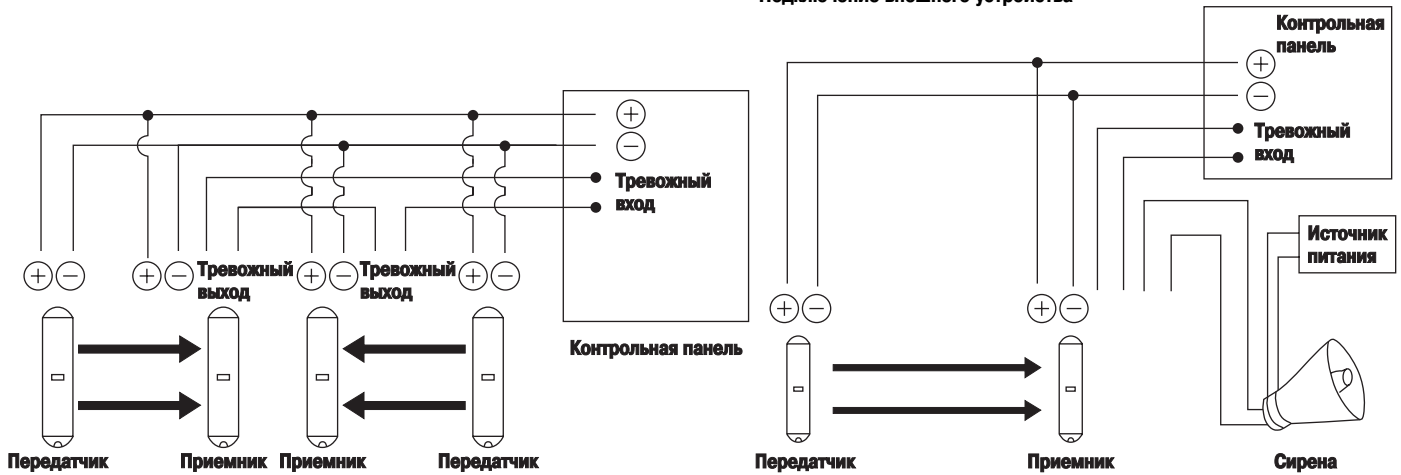 Подключение внешнего устройства
Контрольная
панель
+
−
Тревожный
вход
Источник
питания
+
−
Тревожный
вход
+ − + − Тревожный
выход
+ − Тревожный
выход
+ −
Контрольная панель
+ − + −
Передатчик Приемник Приемник Передатчик
Передатчик Приемник Сирена